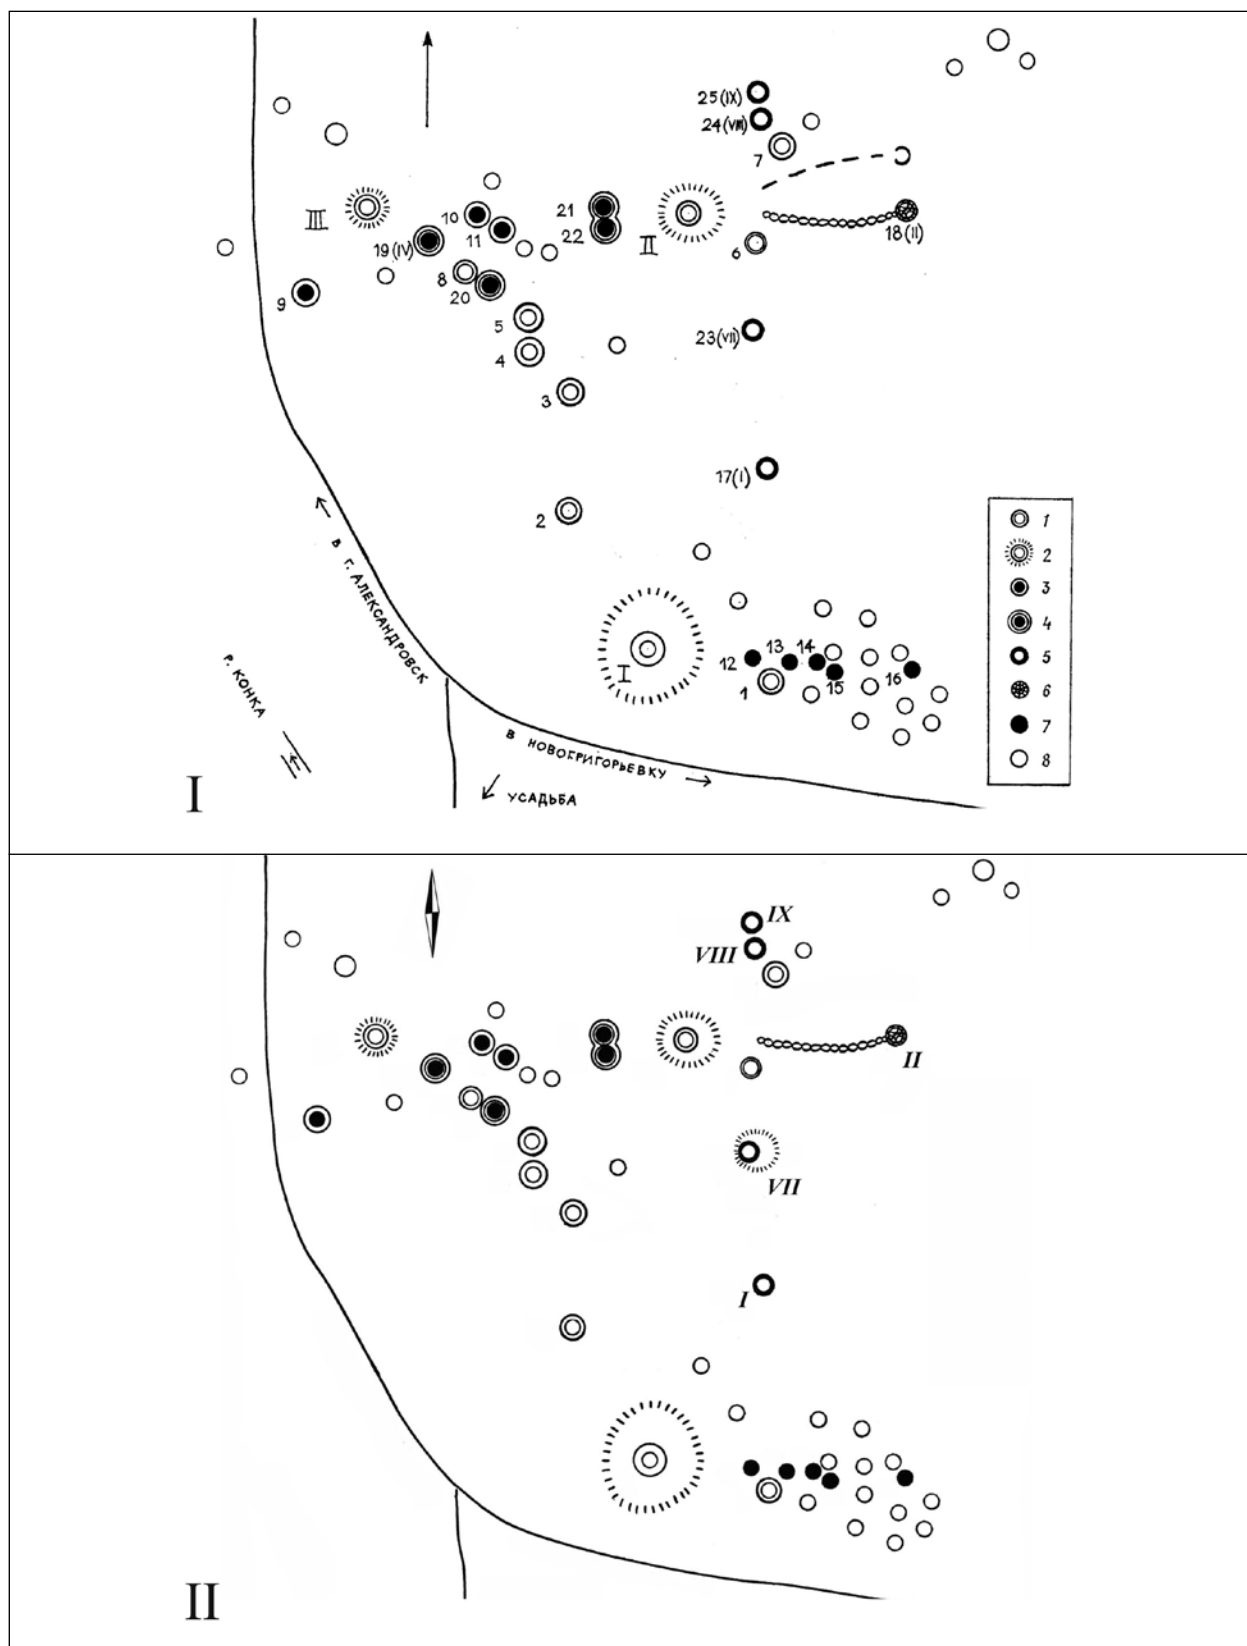 25(IX)
24(VIII)
7
III
10
11
21
22
II
18(II)
19(IV)
6
8
9
20
5
23(VII)
4
3
17(I)
2
1
2
3
4
5
6
7
8
В Г. АЛЕКСАНДРОВСК
Р. КОНКА
12
13
14
15
16
I
1
В НОВОГРИГОРЬЕВКУ
УСАДЬБА
I
IX
VIII
II
VII
I
II